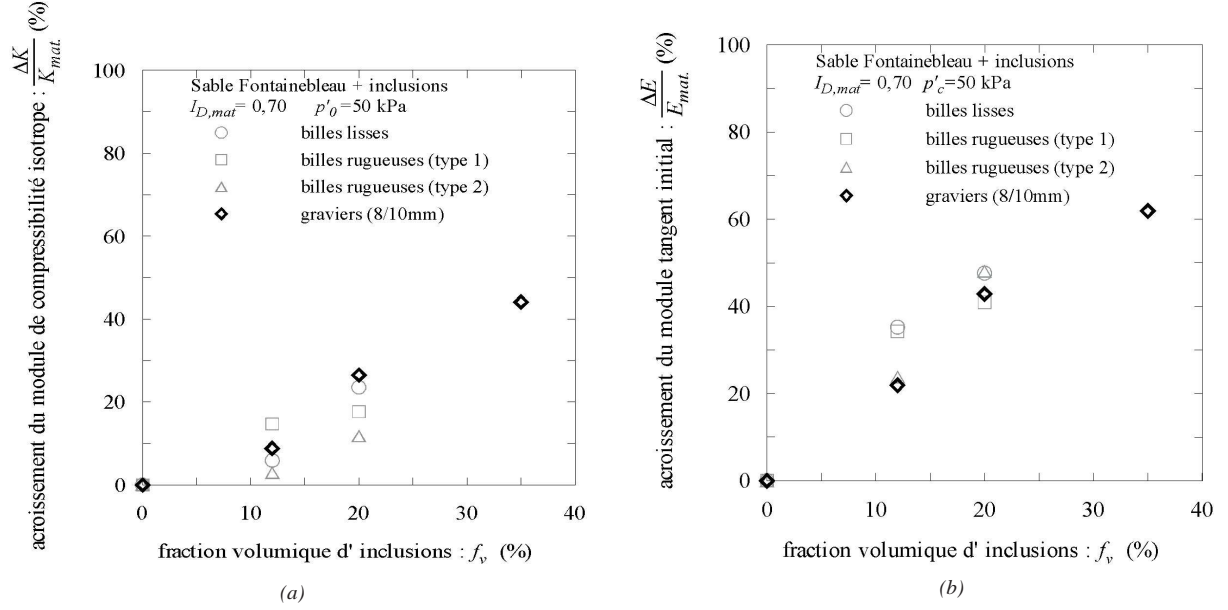 acroissement du module de compressibilité isotrope : ΔK/K_mat. (%)
100
80
60
40
20
0
Sable Fontainebleau + inclusions
I_D,mat = 0,70 p'_0 =50 kPa
billes lisses
billes rugueuses (type 1)
billes rugueuses (type 2)
graviers (8/10mm)
0 10 20 30 40
fraction volumique d' inclusions : f_v (%)
(a)
acroissement du module tangent initial : ΔE/E_mat. (%)
100
80
60
40
20
0
Sable Fontainebleau + inclusions
I_D,mat = 0,70 p'_c =50 kPa
billes lisses
billes rugueuses (type 1)
billes rugueuses (type 2)
graviers (8/10mm)
0 10 20 30 40
fraction volumique d' inclusions : f_v (%)
(b)